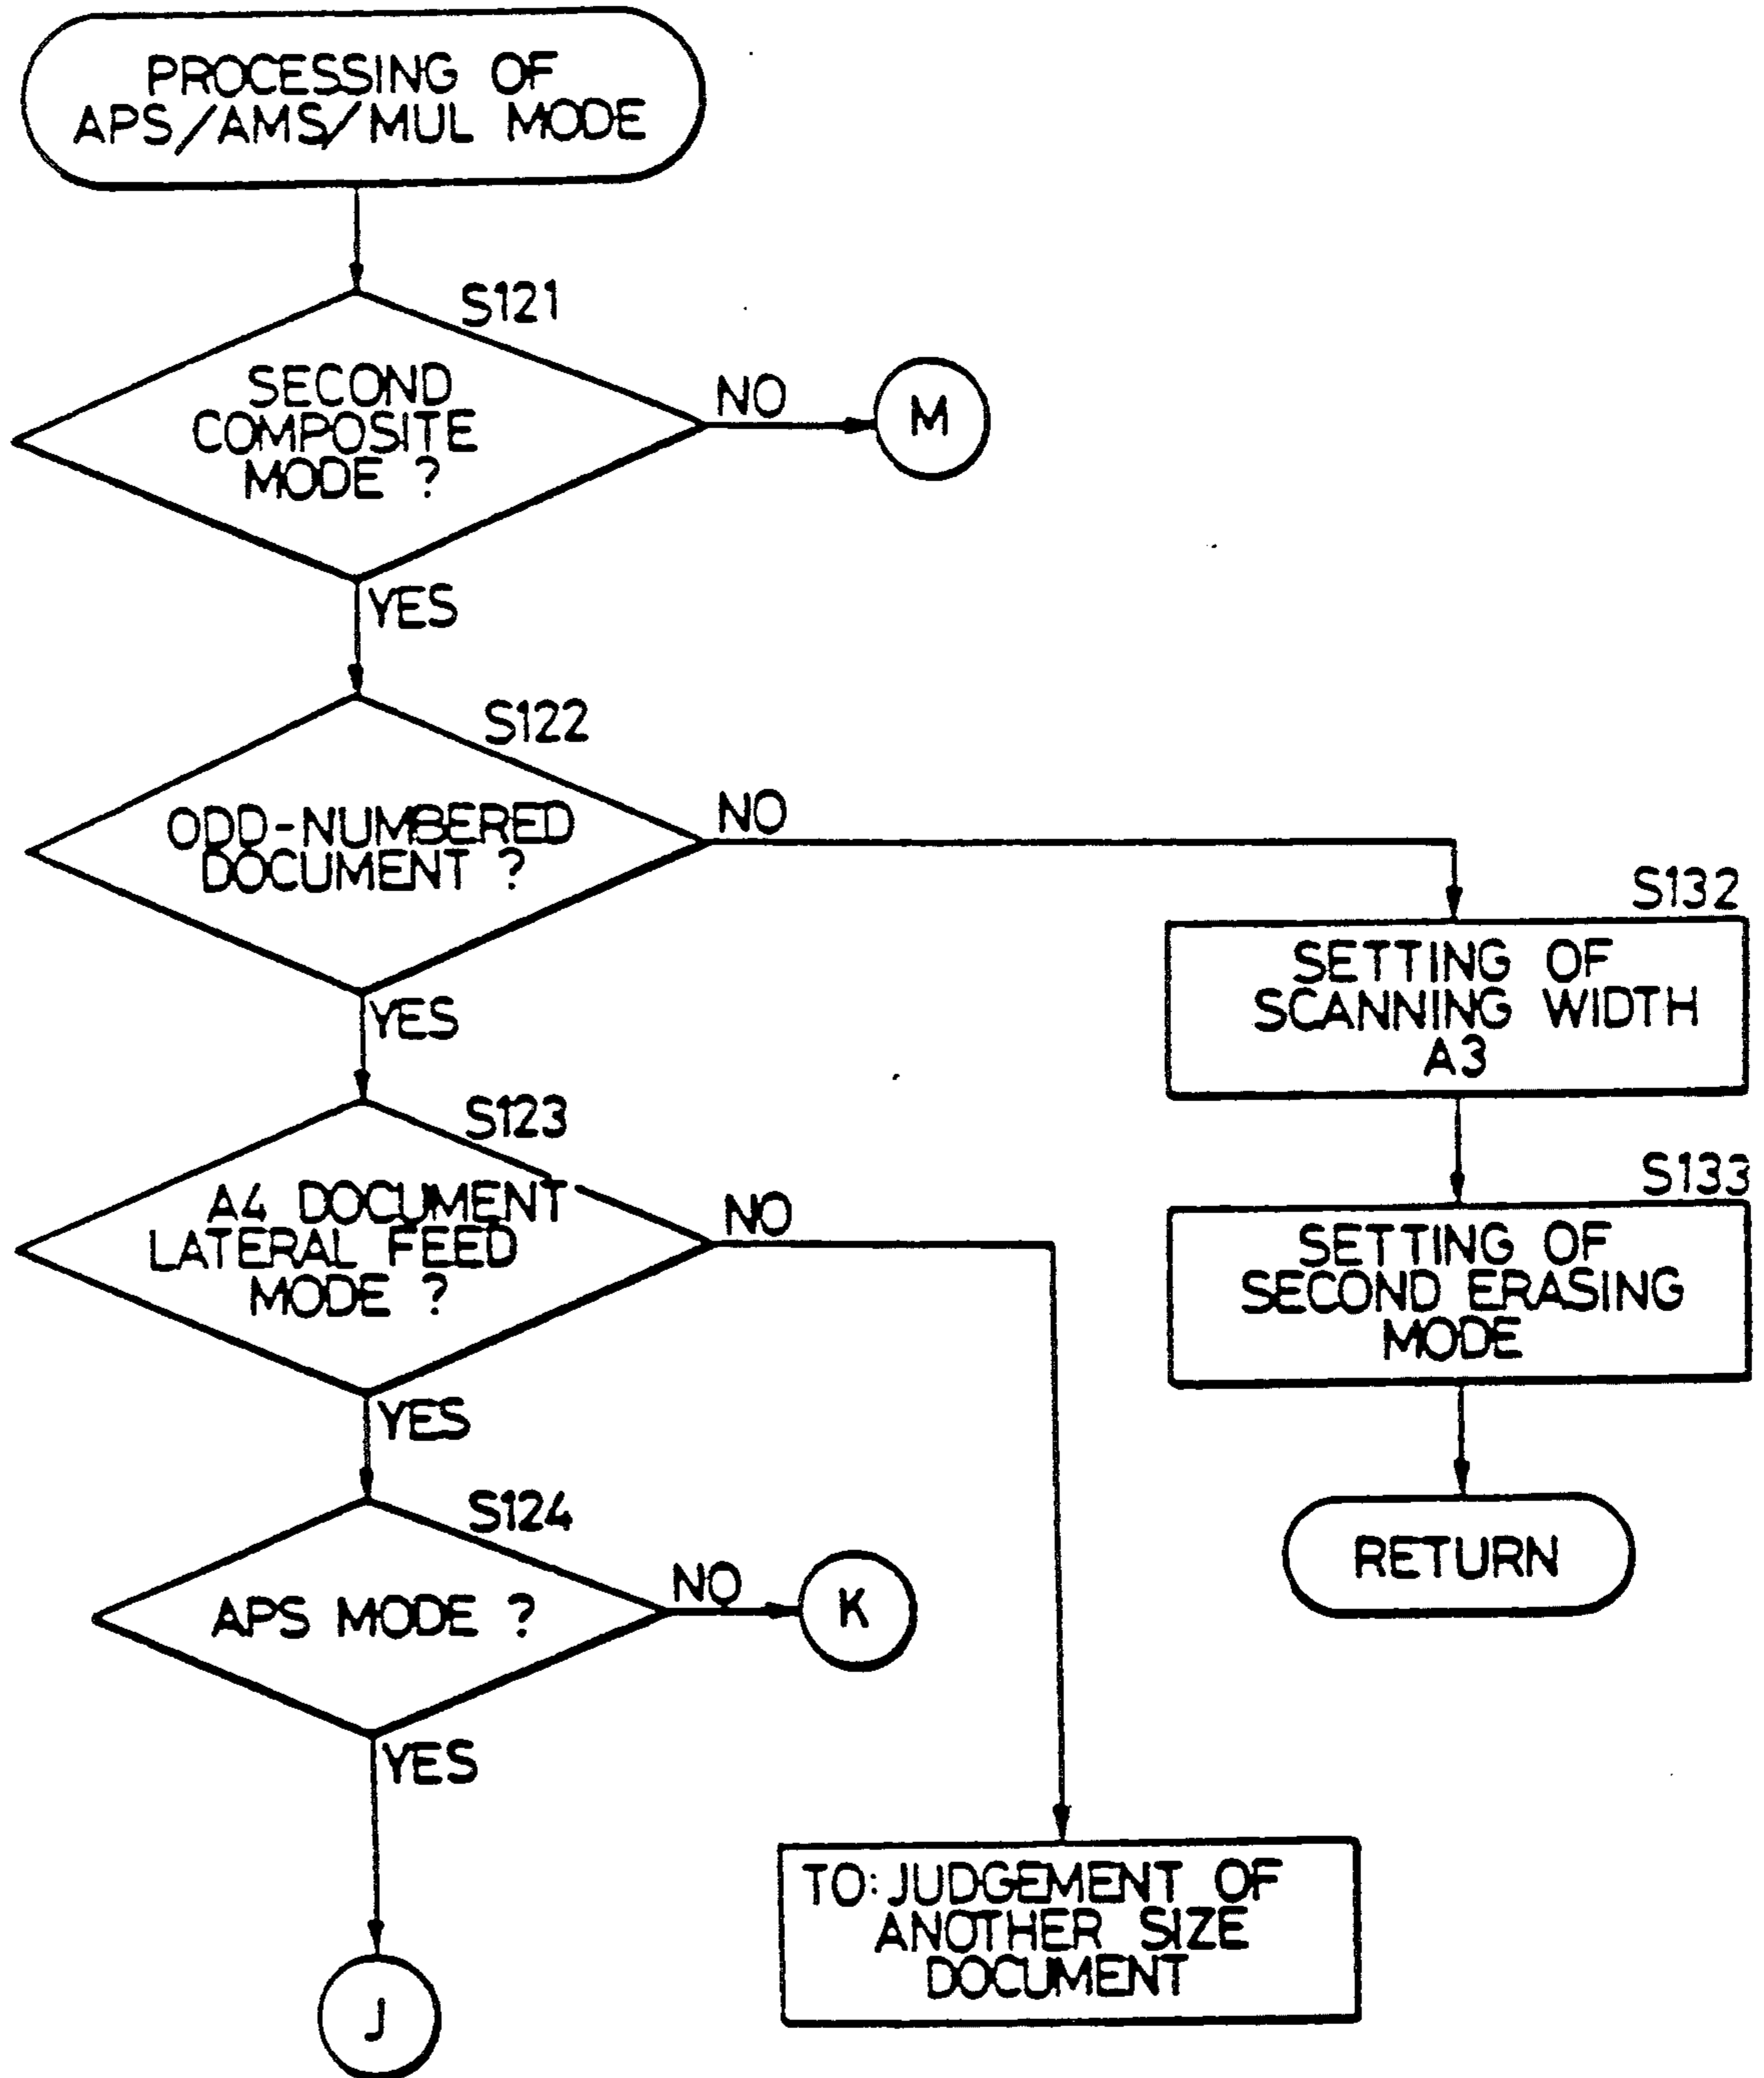 PROCESSING OF
APS/AMS/MUL MODE
S121
SECOND
COMPOSITE
MODE ?
NO
M
YES
S122
ODD-NUMBERED
DOCUMENT ?
NO
YES
S132
SETTING OF
SCANNING WIDTH
A3
S123
A4 DOCUMENT
LATERAL FEED
MODE ?
NO
YES
S133
SETTING OF
SECOND ERASING
MODE
S124
APS MODE ?
NO
K
YES
RETURN
TO: JUDGEMENT OF
ANOTHER SIZE
DOCUMENT
J